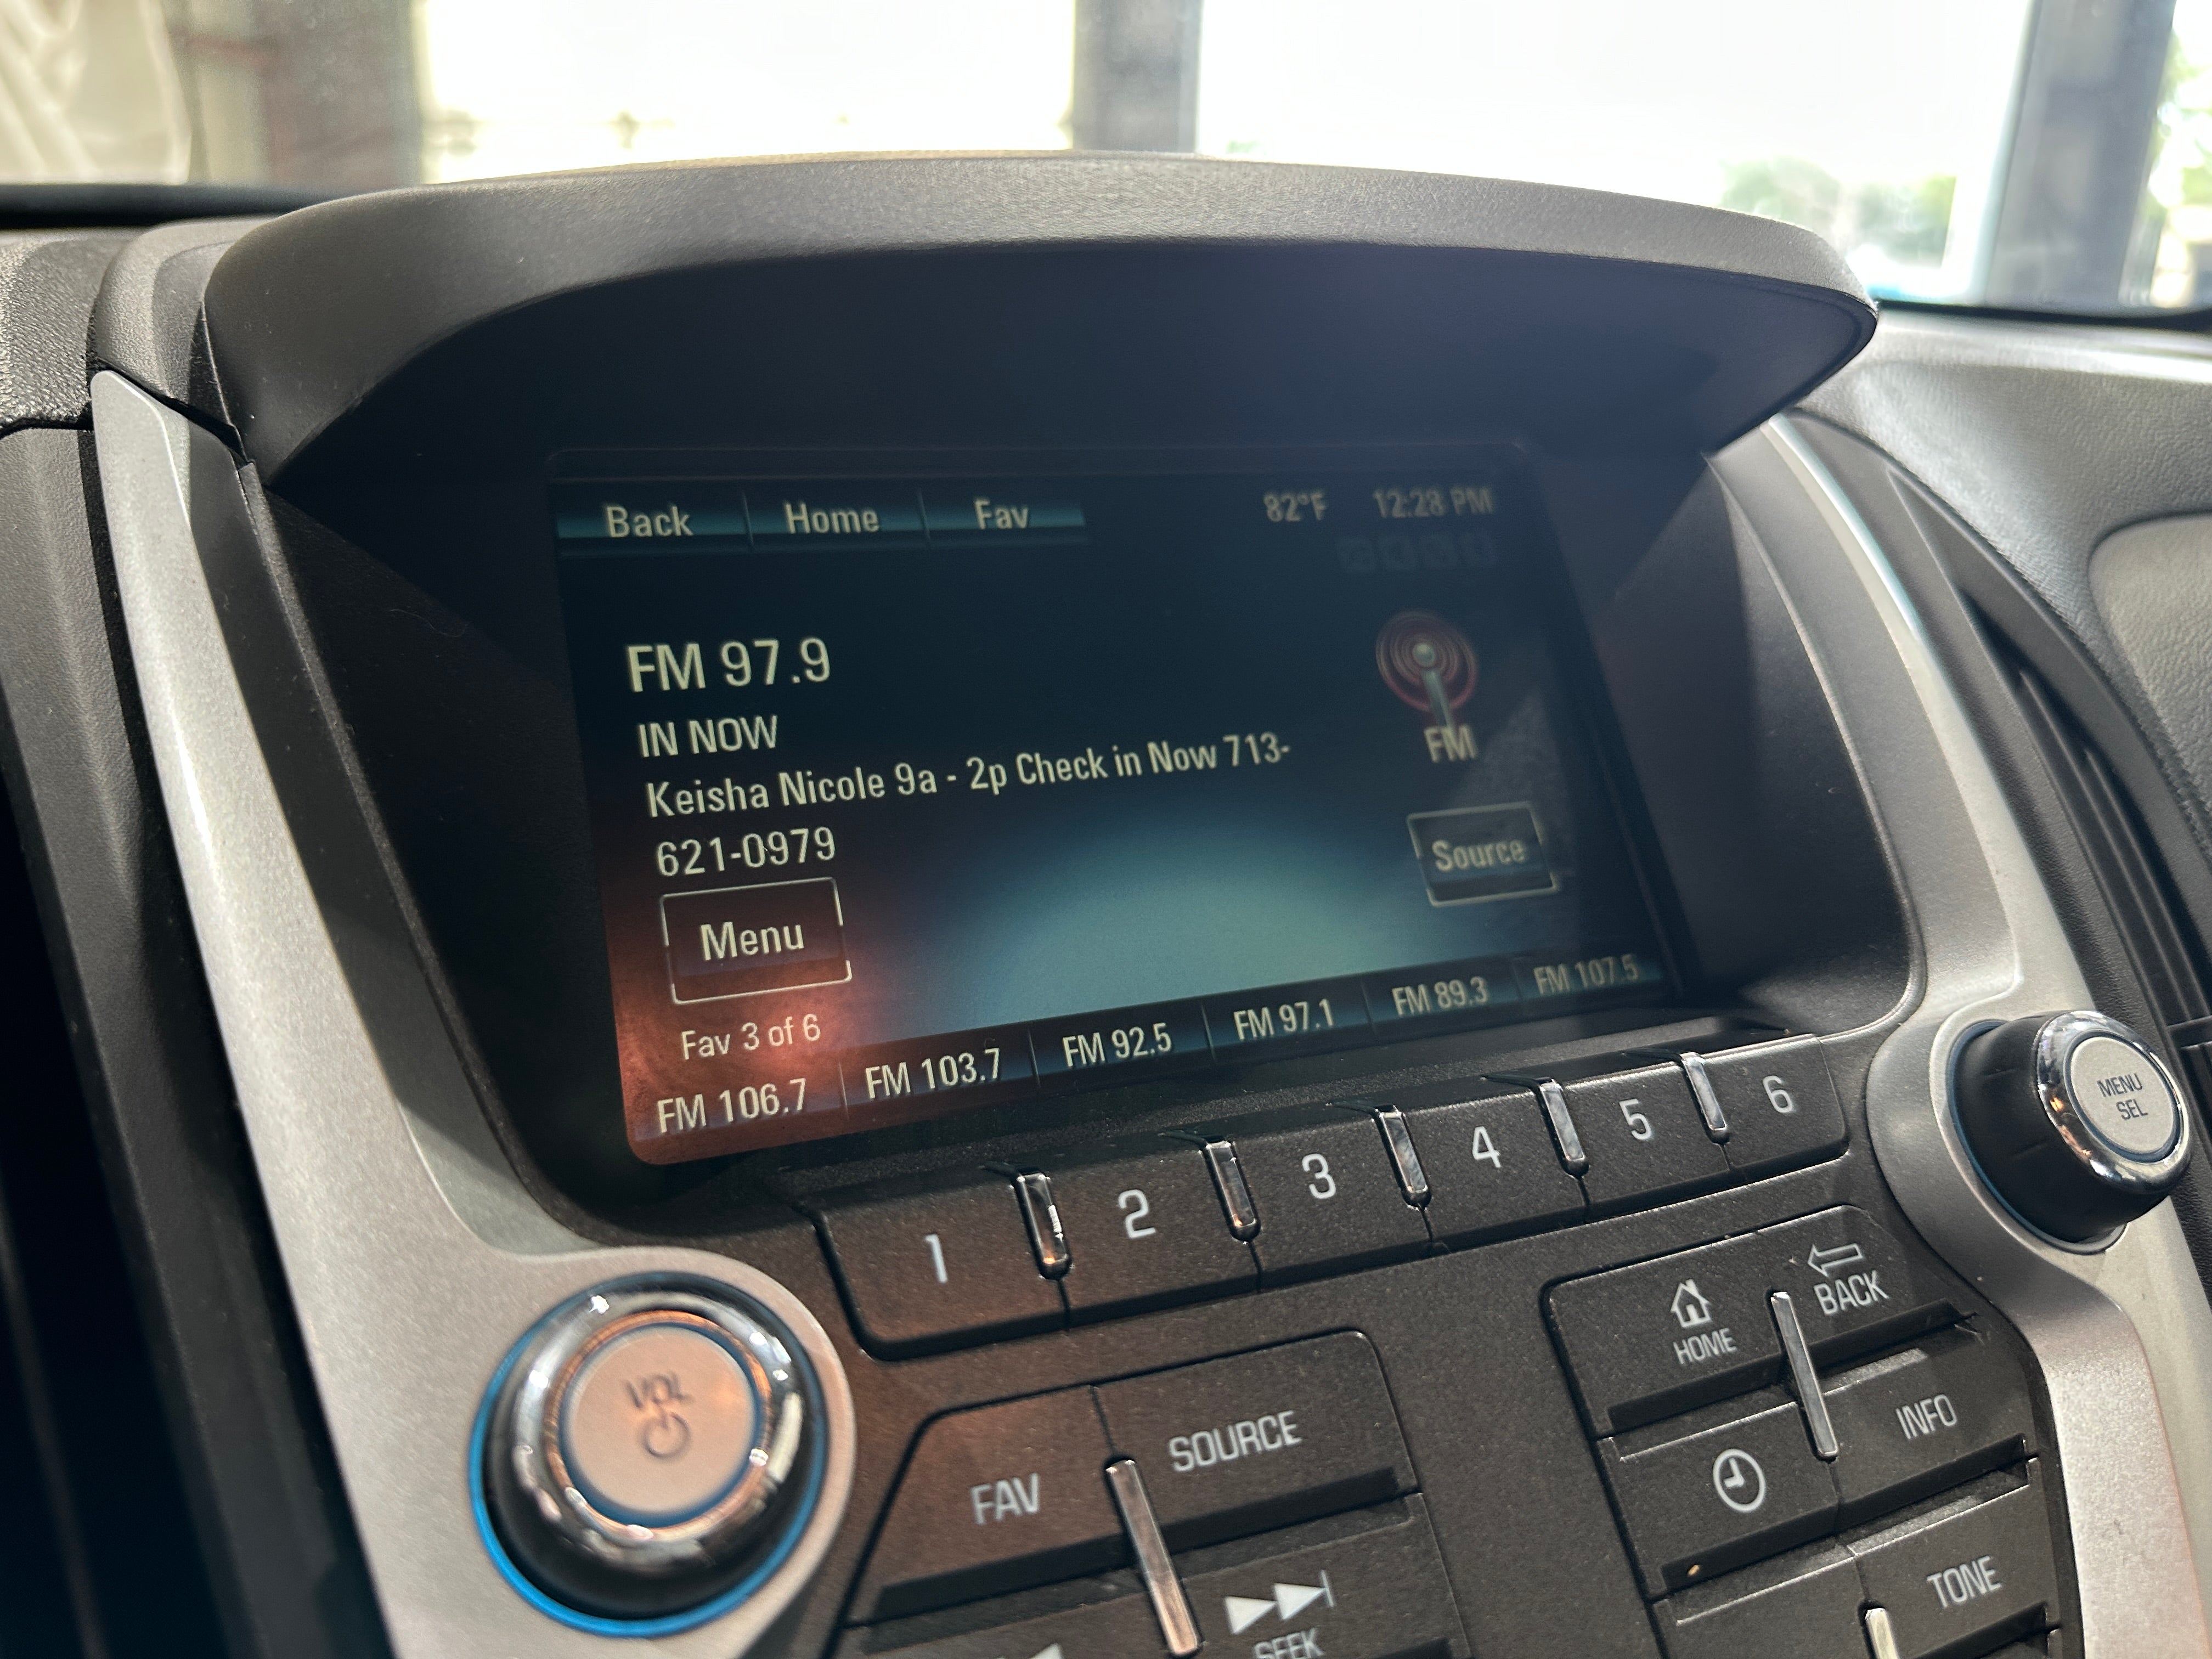 Back Home Fav 82°F 12:28 PM
FM 97.9
IN NOW
Keisha Nicole 9a - 2p Check in Now 713-
621-0979
FM
Source
Menu
Fav 3 of 6
FM 106.7 FM 103.7 FM 92.5 FM 97.1 FM 89.3 FM 107.5
1 2 3 4 5 6
MENU
SEL
VOL
HOME
BACK
FAV
SOURCE
INFO
SEEK
TONE